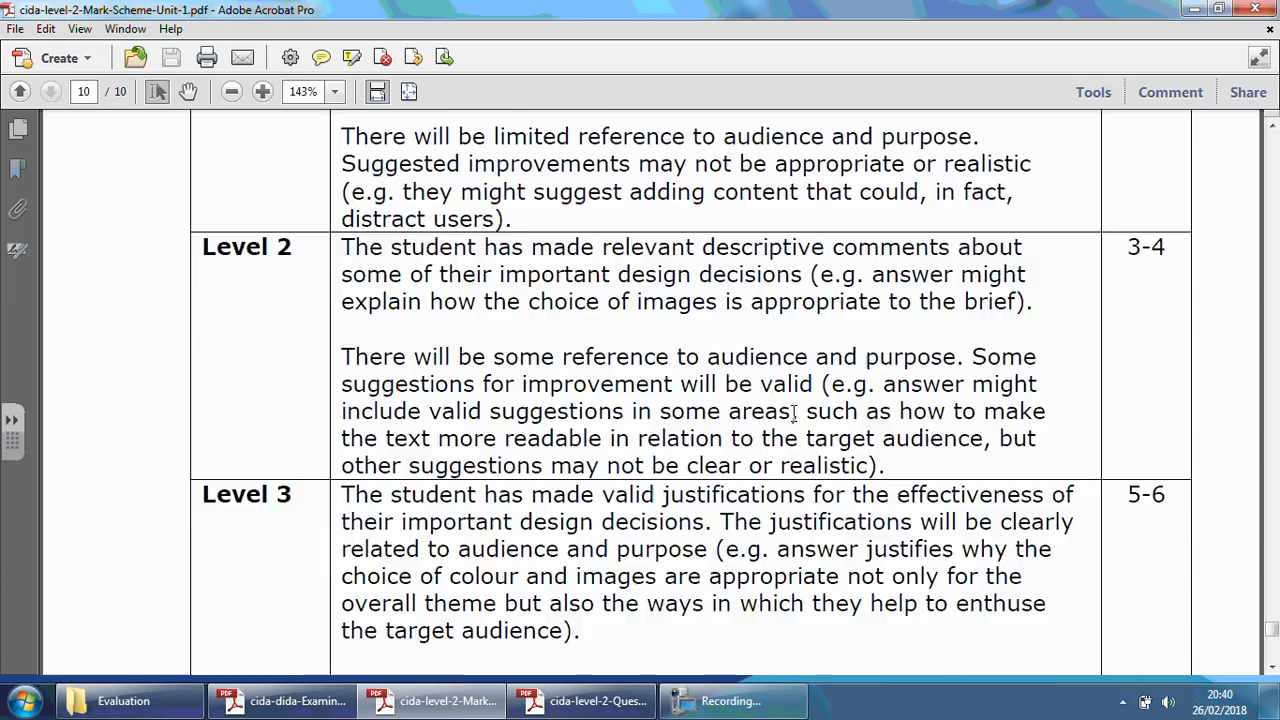 cida-level-2-Mark-Scheme-Unit-1.pdf - Adobe Acrobat Pro
File Edit View Window Help
Create
10 / 10 143% Tools Comment Share
There will be limited reference to audience and purpose.
Suggested improvements may not be appropriate or realistic
(e.g. they might suggest adding content that could, in fact,
distract users).
Level 2 The student has made relevant descriptive comments about 3-4
some of their important design decisions (e.g. answer might
explain how the choice of images is appropriate to the brief).
There will be some reference to audience and purpose. Some
suggestions for improvement will be valid (e.g. answer might
include valid suggestions in some areas, such as how to make
the text more readable in relation to the target audience, but
other suggestions may not be clear or realistic).
Level 3 The student has made valid justifications for the effectiveness of 5-6
their important design decisions. The justifications will be clearly
related to audience and purpose (e.g. answer justifies why the
choice of colour and images are appropriate not only for the
overall theme but also the ways in which they help to enthuse
the target audience).
Evaluation cida-dida-Examin... cida-level-2-Mark... cida-level-2-Ques... Recording... 20:40
26/02/2018